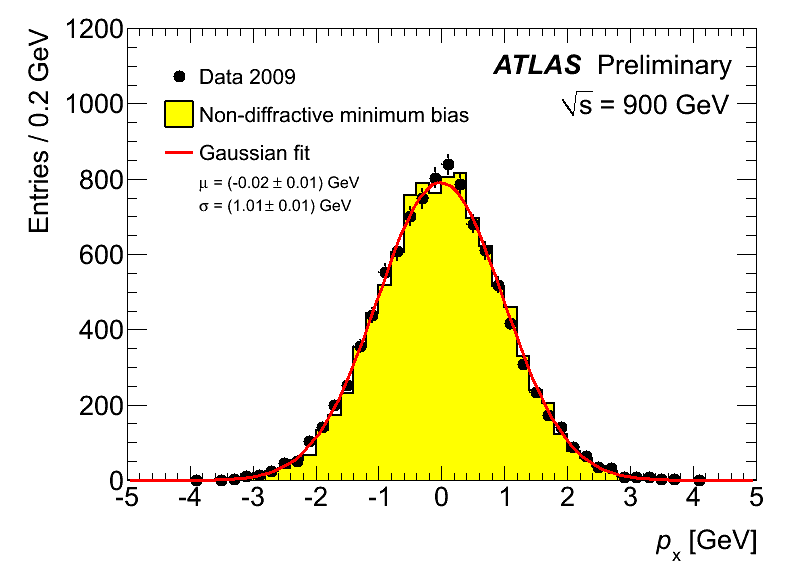 1200
1000
800
600
400
200
0
Entries / 0.2 GeV
Data 2009
Non-diffractive minimum bias
Gaussian fit
μ = (-0.02 ± 0.01) GeV
σ = (1.01± 0.01) GeV
ATLAS Preliminary
√s = 900 GeV
-5 -4 -3 -2 -1 0 1 2 3 4 5
pₓ [GeV]